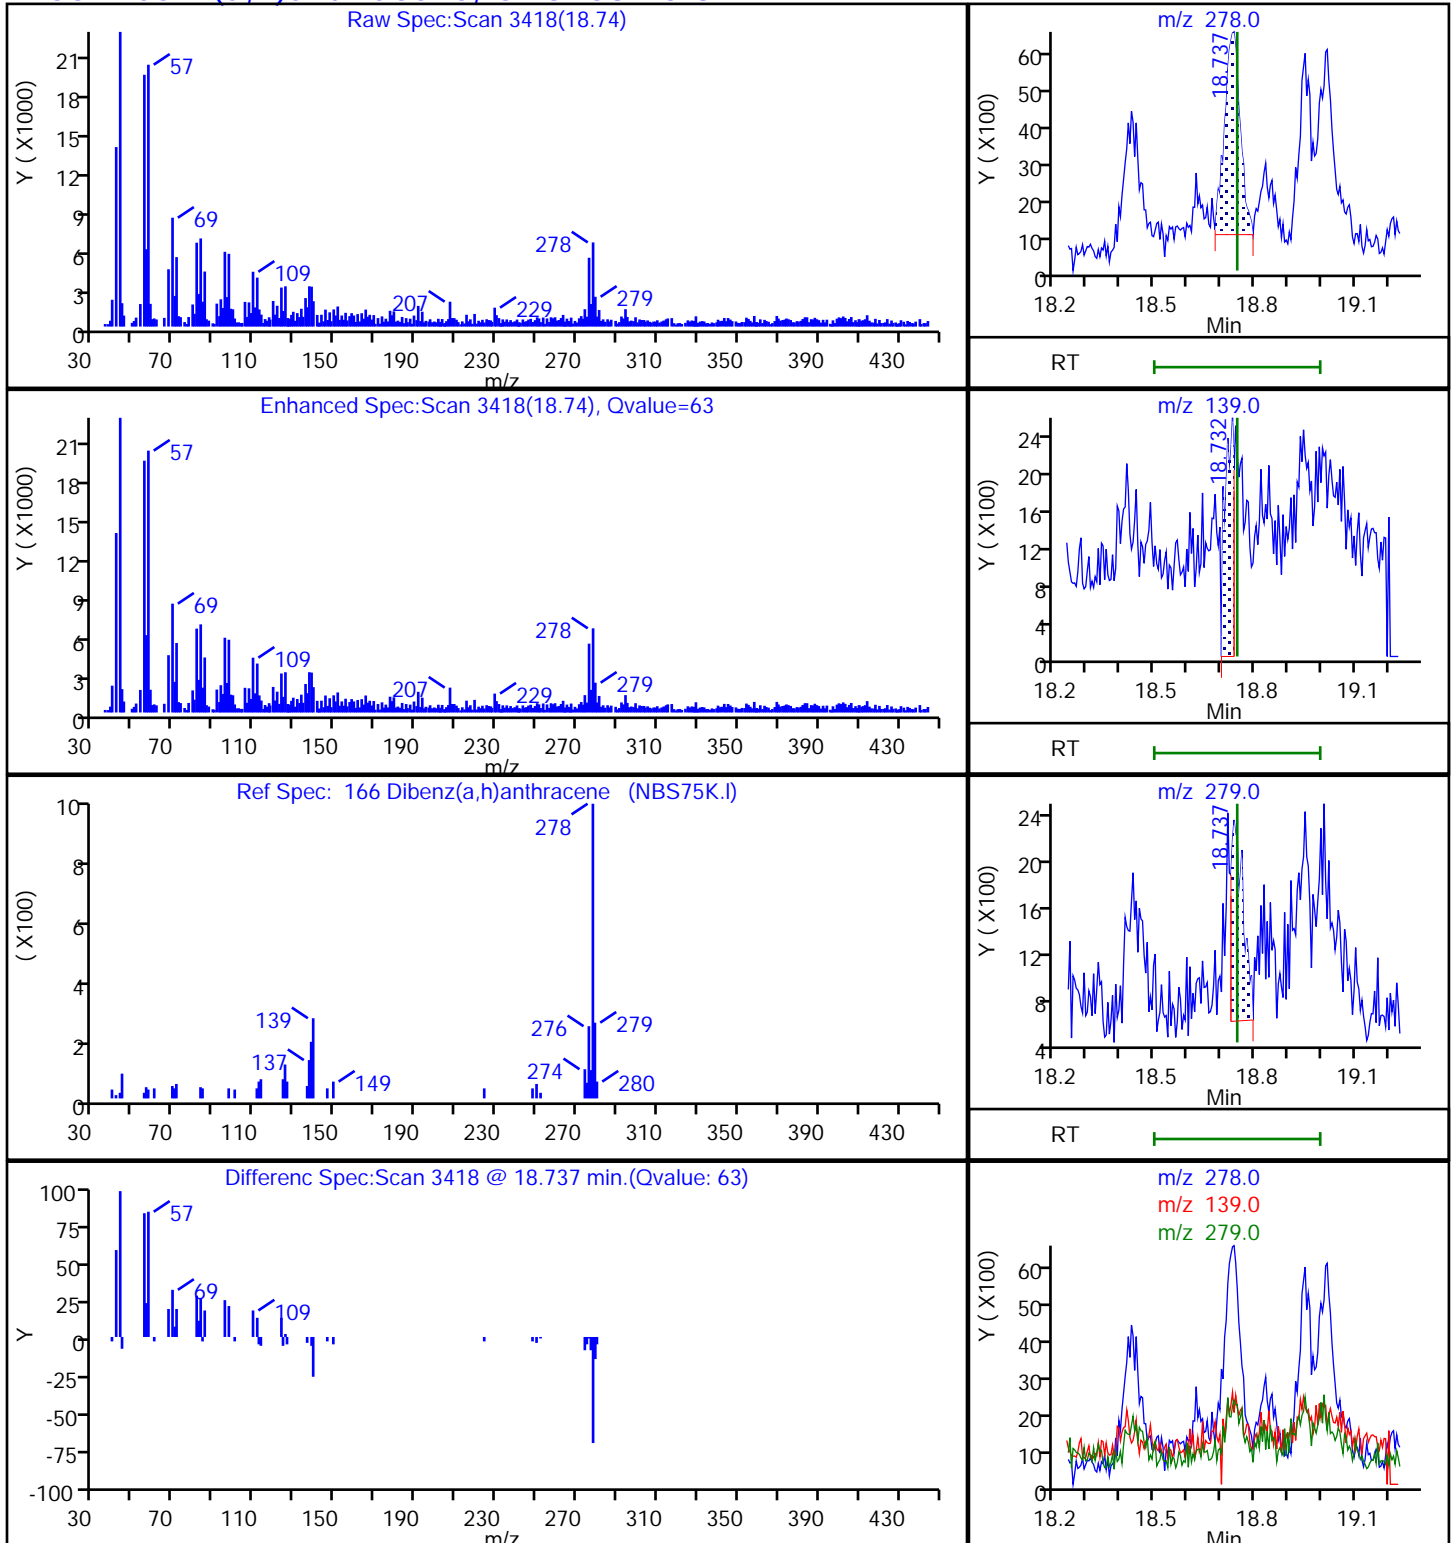 Raw Spec:Scan 3418(18.74)
Y ( X1000)
21
18
15
12
9
6
3
0
57
69
109
207
229
278
279
30 70 110 150 190 230 270 310 350 390 430
m/z
m/z 278.0
Y ( X100)
60
50
40
30
20
10
0
18.737
18.2 18.5 18.8 19.1
Min
RT
Enhanced Spec:Scan 3418(18.74), Qvalue=63
Y ( X1000)
21
18
15
12
9
6
3
0
57
69
109
207
229
278
279
30 70 110 150 190 230 270 310 350 390 430
m/z
m/z 139.0
Y ( X100)
24
20
16
12
8
4
0
18.732
18.2 18.5 18.8 19.1
Min
RT
Ref Spec: 166 Dibenz(a,h)anthracene (NBS75K.l)
( X100)
10
8
6
4
2
0
139
137
149
278
276
279
274
280
30 70 110 150 190 230 270 310 350 390 430
m/z 279.0
Y ( X100)
24
20
16
12
8
4
18.737
18.2 18.5 18.8 19.1
Min
RT
Differenc Spec:Scan 3418 @ 18.737 min.(Qvalue: 63)
Y
100
75
50
25
0
-25
-50
-75
-100
57
69
109
30 70 110 150 190 230 270 310 350 390 430
m/z
m/z 278.0
m/z 139.0
m/z 279.0
Y ( X100)
60
50
40
30
20
10
0
18.2 18.5 18.8 19.1
Min